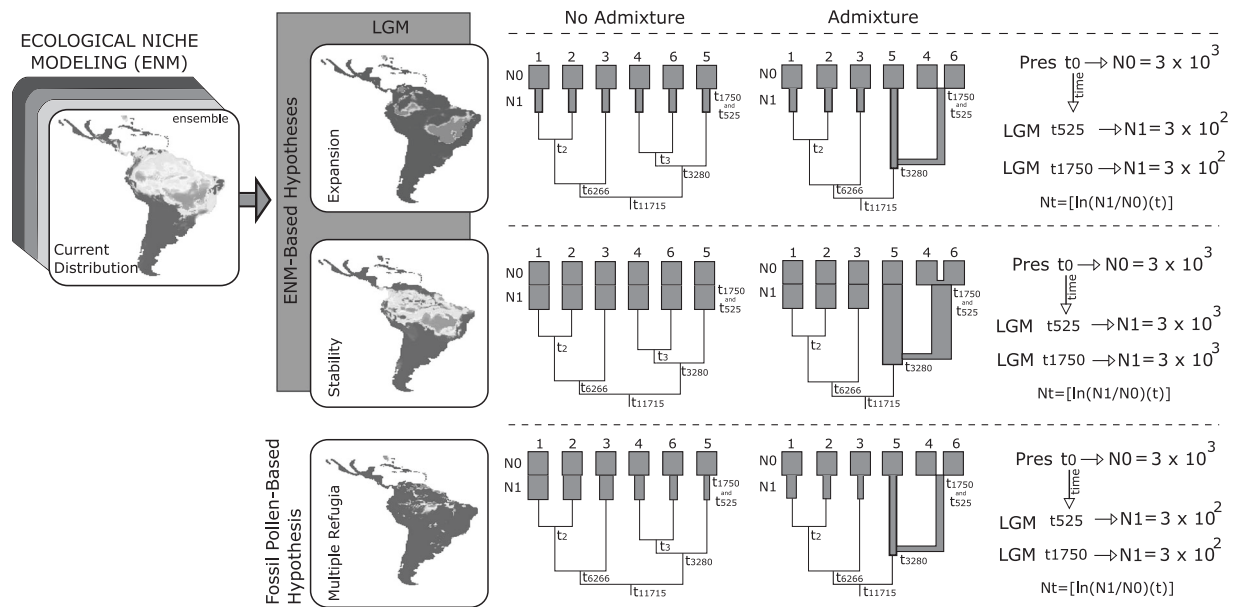 ECOLOGICAL NICHE
MODELING (ENM)
ensemble
Current
Distribution
ENM-Based Hypotheses
LGM
No Admixture
Admixture
Expansion
1 2 3 4 6 5
N0
N1
t1750
and
t525
t2
t3
t3280
t6266
t11715
1 2 3 5 4 6
t1750
and
t525
t2
t3280
t6266
t11715
Pres t0 → N0 = 3 x 10^3
time
LGM t525 → N1 = 3 x 10^2
LGM t1750 → N1 = 3 x 10^2
Nt=[ln(N1/N0)(t)]
Stability
1 2 3 4 6 5
N0
N1
t1750
and
t525
t2
t3
t3280
t6266
t11715
1 2 3 5 4 6
t1750
and
t525
t2
t3280
t6266
t11715
Pres t0 → N0 = 3 x 10^3
time
LGM t525 → N1 = 3 x 10^3
LGM t1750 → N1 = 3 x 10^3
Nt=[ln(N1/N0)(t)]
Fossil Pollen-Based
Hypothesis
Multiple Refugia
1 2 3 4 6 5
N0
N1
t1750
and
t525
t2
t3
t3280
t6266
t11715
1 2 3 5 4 6
t1750
and
t525
t2
t3280
t6266
t11715
Pres t0 → N0 = 3 x 10^3
time
LGM t525 → N1 = 3 x 10^2
LGM t1750 → N1 = 3 x 10^2
Nt=[ln(N1/N0)(t)]